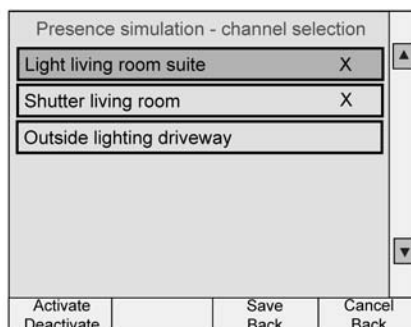 Presence simulation - channel selection
Light living room suite X
Shutter living room X
Outside lighting driveway
Activate Deactivate
Save Back
Cancel Back